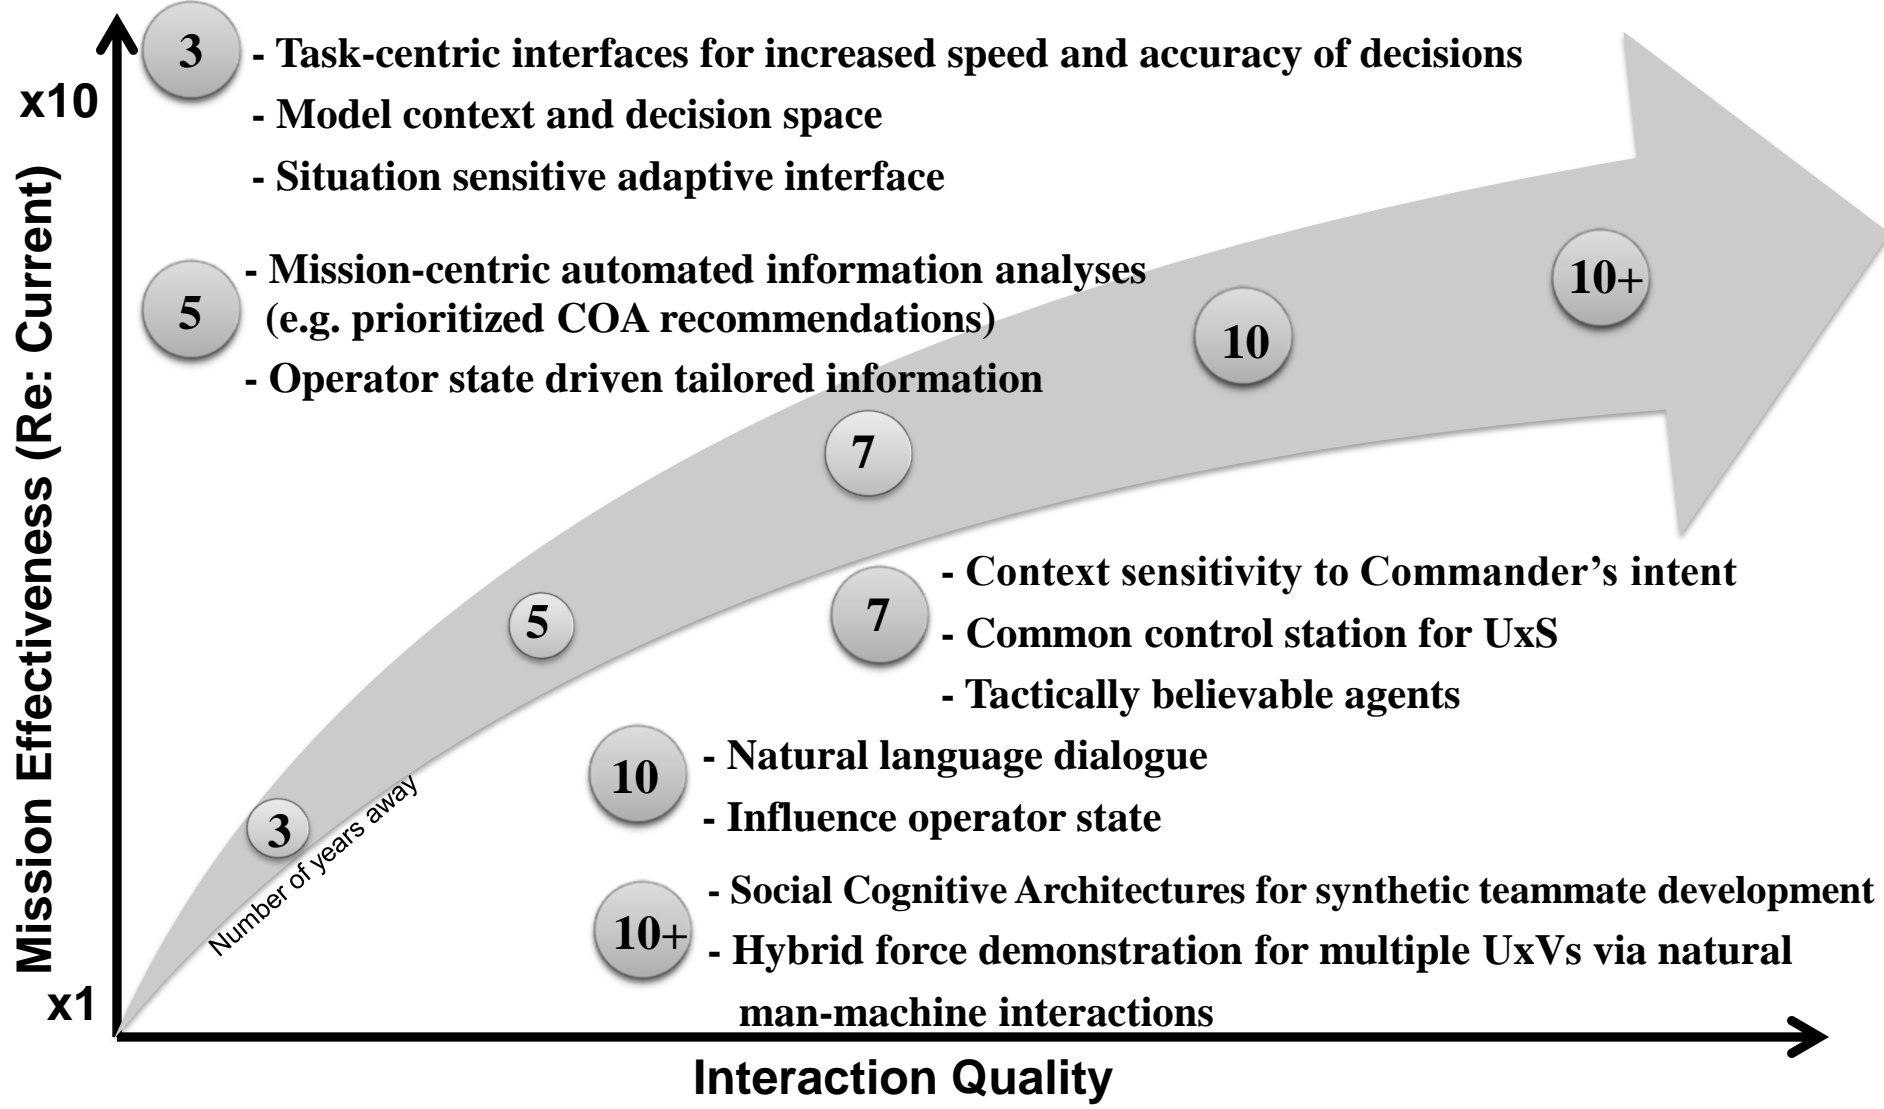 3
- Task-centric interfaces for increased speed and accuracy of decisions
x10
- Model context and decision space
- Situation sensitive adaptive interface
5
- Mission-centric automated information analyses
(e.g. prioritized COA recommendations)
- Operator state driven tailored information
10+
10
7
5
3
Number of years away
7
- Context sensitivity to Commander’s intent
- Common control station for UxS
- Tactically believable agents
10
- Natural language dialogue
- Influence operator state
10+
- Social Cognitive Architectures for synthetic teammate development
- Hybrid force demonstration for multiple UxVs via natural
man-machine interactions
Mission Effectiveness (Re: Current)
x1
Interaction Quality